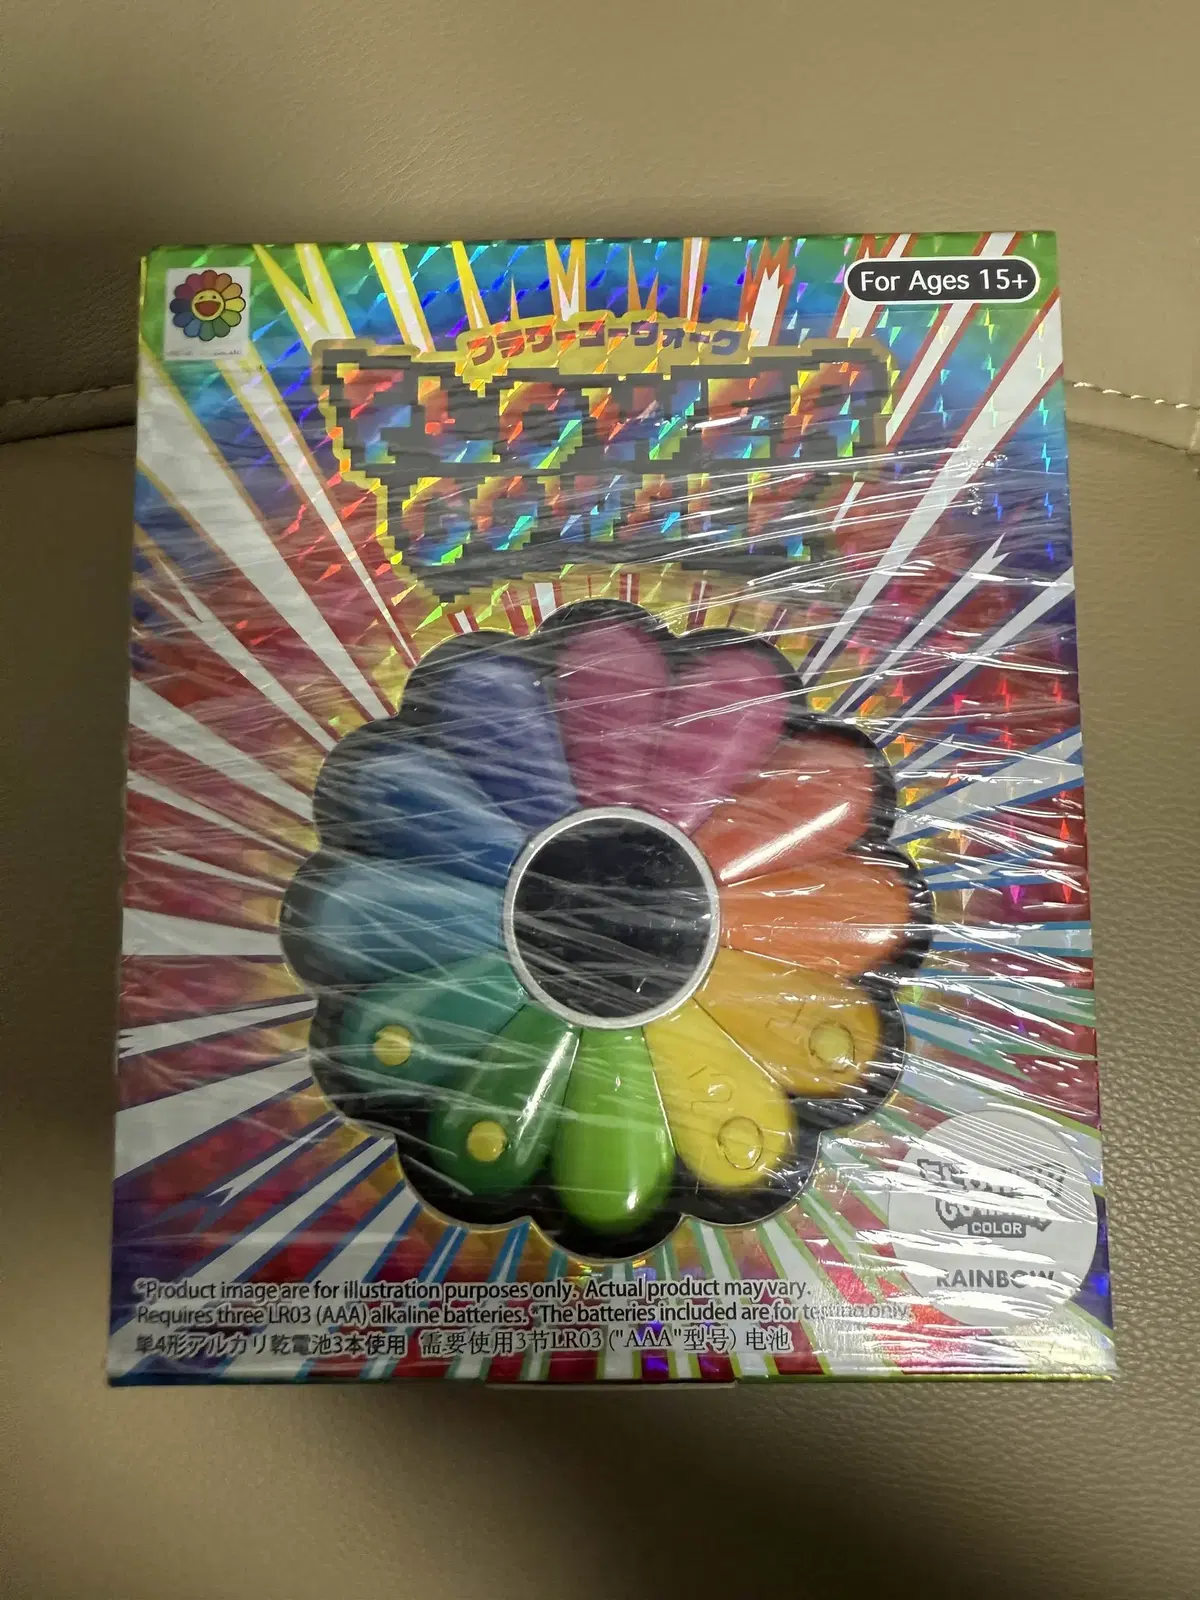 For Ages 15+
フラワーゴーウォーク
FLOWER
GOWALK
COLOR
RAINBOW
*Product image are for illustration purposes only. Actual product may vary.
Requires three LR03 (AAA) alkaline batteries. *The batteries included are for testing only.
単4形アルカリ乾電池3本使用 需要使用3节LR03 ("AAA"型号) 电池